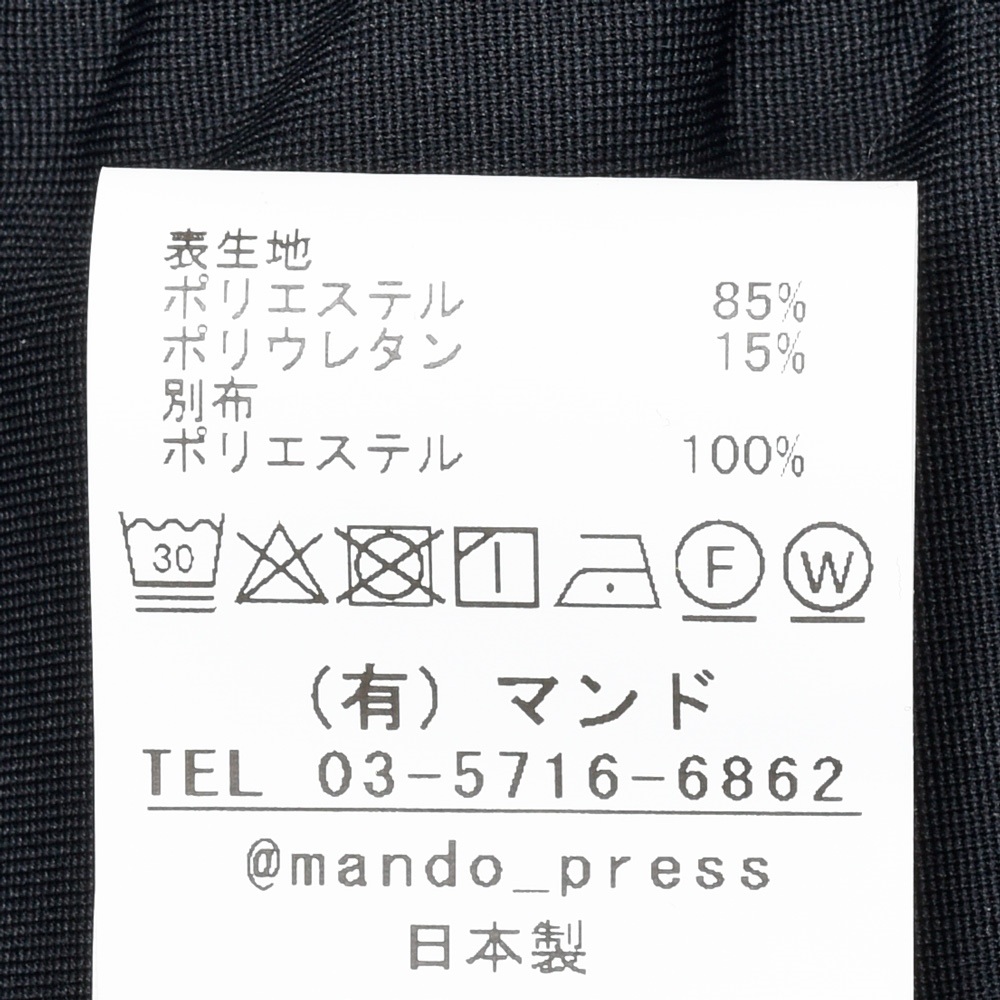 表生地
ポリエステル 85%
ポリウレタン 15%
別布
ポリエステル 100%
30 F W
(有) マンド
TEL 03-5716-6862
@mando_press
日本製